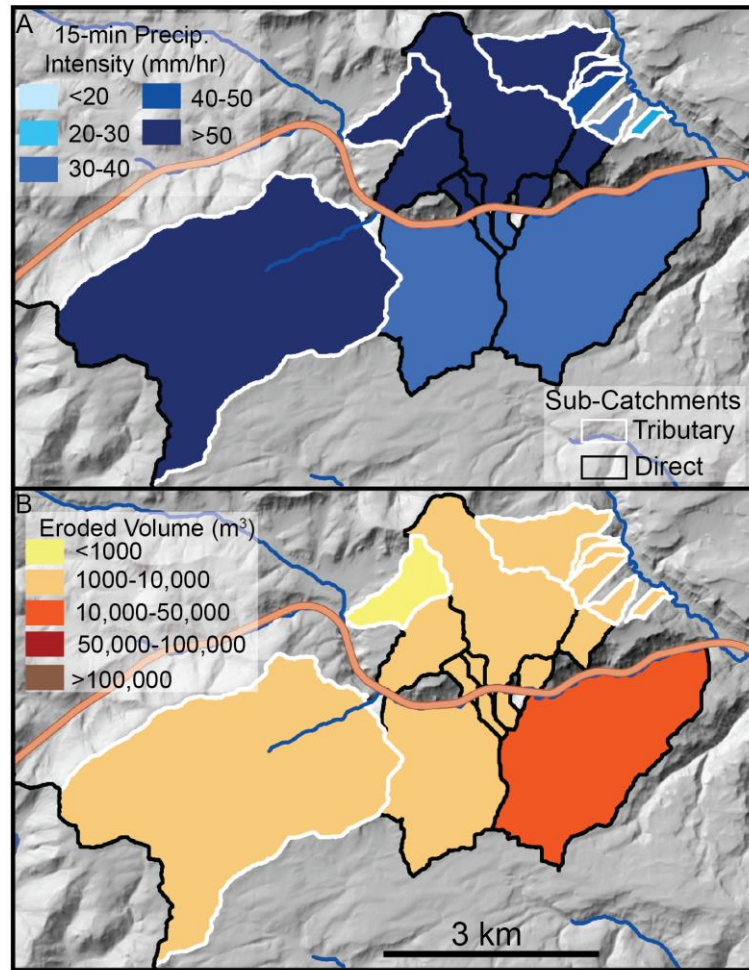 A
15-min Precip.
Intensity (mm/hr)
<20
40-50
20-30
>50
30-40
Sub-Catchments
Tributary
Direct
B
Eroded Volume (m³)
<1000
1000-10,000
10,000-50,000
50,000-100,000
>100,000
3 km